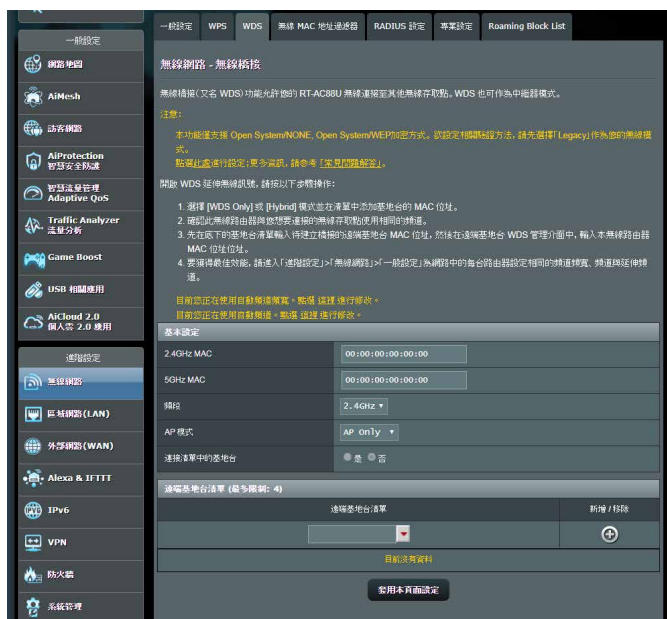 一般設定
網路地圖
AiMesh
訪客網路
AiProtection
智慧安全防護
智慧流量管理
Adaptive QoS
Traffic Analyzer
流量分析
Game Boost
USB 相關應用
AiCloud 2.0
個人雲 2.0 應用
進階設定
無線網路
區域網路(LAN)
外部網路(WAN)
Alexa & IFTTT
IPv6
VPN
防火牆
系統管理
一般設定 WPS WDS 無線 MAC 地址過濾器 RADIUS 設定 專業設定 Roaming Block List
無線網路 - 無線橋接
無線橋接(又名 WDS)功能允許您的 RT-AC88U 無線連接至其他無線存取點。WDS 也可作為中繼器模式。
注意:
本功能僅支援 Open System/NONE, Open System/WEP加密方式。欲設定相關驗證方法，請先選擇「Legacy」作為您的無線模
式。
點選此處進行設定;更多資訊，請參考「常見問題解答」。
開啟 WDS 延伸無線訊號，請按以下步驟操作:
1. 選擇 [WDS Only] 或 [Hybrid] 模式並在清單中添加基地台的 MAC 位址。
2. 確認此無線路由器與您想要連接的無線存取點使用相同的頻道。
3. 先在底下的基地台清單輸入待建立橋接的遠端基地台 MAC 位址，然後在遠端基地台 WDS 管理介面中，輸入本無線路由器
MAC 位址位址。
4. 要獲得最佳效能，請進入「進階設定」>「無線網路」>「一般設定」為網路中的每台路由器設定相同的頻道頻寬、頻道與延伸頻
道。
目前您正在使用自動頻道頻寬。點選 這裡 進行修改。
目前您正在使用自動頻道。點選 這裡 進行修改。
基本設定
2.4GHz MAC 00:00:00:00:00:00
5GHz MAC 00:00:00:00:00:00
頻段 2.4GHz
AP 模式 AP Only
連接清單中的基地台 是 否
遠端基地台清單 (最多限制: 4)
遠端基地台清單 新增 / 移除
目前沒有資料
套用本頁面設定